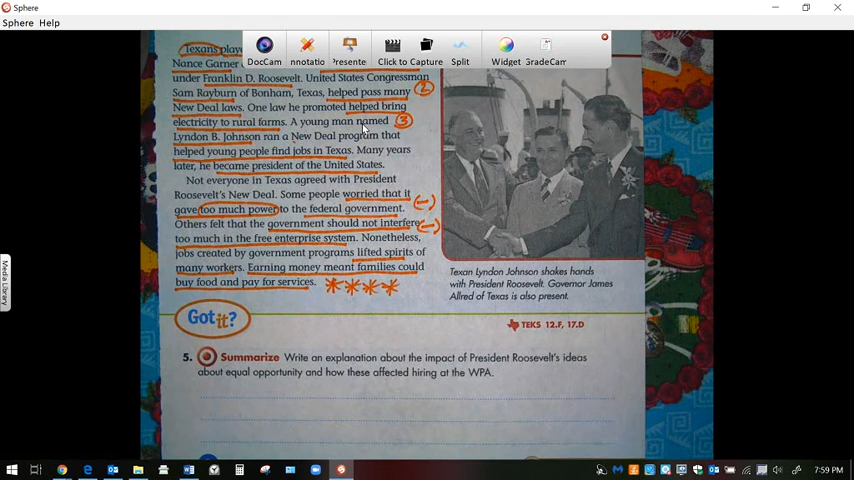 Sphere
Sphere Help
DocCam
nnotatio
Presente
Click to Capture
Split
Widget
GradeCam
Media Library
Texans playe
Nance Garner
under Franklin D. Roosevelt. United States Congressman
Sam Rayburn of Bonham, Texas, helped pass many
2
New Deal laws. One law he promoted helped bring
electricity to rural farms. A young man named
3
Lyndon B. Johnson ran a New Deal program that
helped young people find jobs in Texas. Many years
later, he became president of the United States.
Not everyone in Texas agreed with President
Roosevelt's New Deal. Some people worried that it
gave too much power to the federal government.
Others felt that the government should not interfere
too much in the free enterprise system. Nonetheless,
jobs created by government programs lifted spirits of
many workers. Earning money meant families could
buy food and pay for services.
Texan Lyndon Johnson shakes hands
with President Roosevelt. Governor James
Allred of Texas is also present.
Got it?
TEKS 12.F, 17.D
5. Summarize Write an explanation about the impact of President Roosevelt's ideas
about equal opportunity and how these affected hiring at the WPA.
7:59 PM